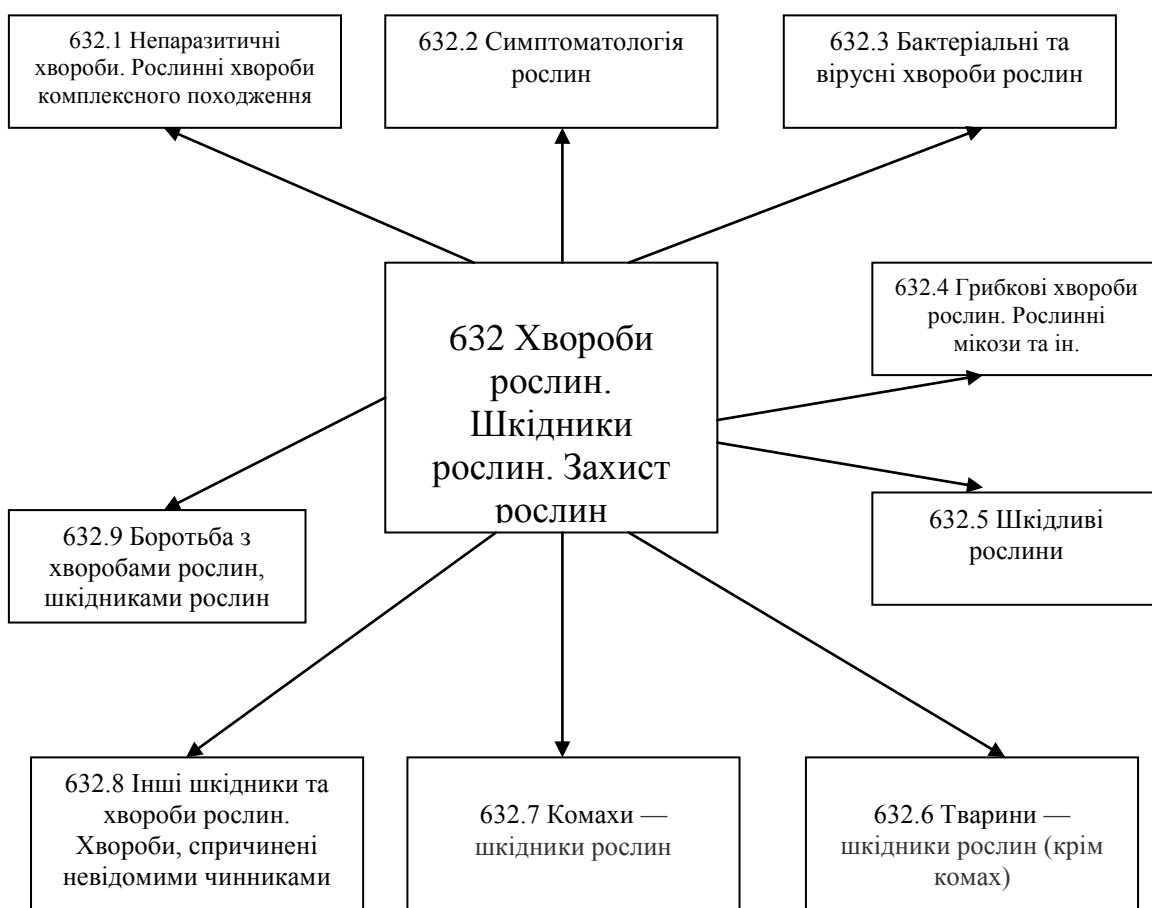 632.1 Непаразитичні
хвороби. Рослинні хвороби
комплексного походження
632.2 Симптоматологія
рослин
632.3 Бактеріальні та
вірусні хвороби рослин
632 Хвороби
рослин.
Шкідники
рослин. Захист
рослин
632.4 Грибкові хвороби
рослин. Рослинні
мікози та ін.
632.5 Шкідливі
рослини
632.9 Боротьба з
хворобами рослин,
шкідниками рослин
632.8 Інші шкідники та
хвороби рослин.
Хвороби, спричинені
невідомими чинниками
632.7 Комахи —
шкідники рослин
632.6 Тварини —
шкідники рослин (крім
комах)